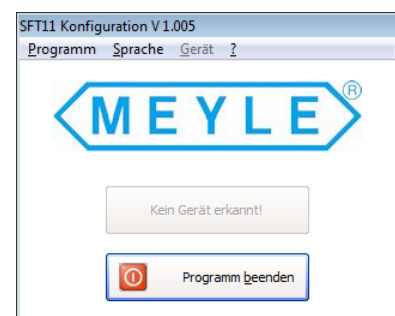 SFT11 Konfiguration V 1.005
Programm Sprache Gerät ?
MEYLE®
Kein Gerät erkannt!
Programm beenden